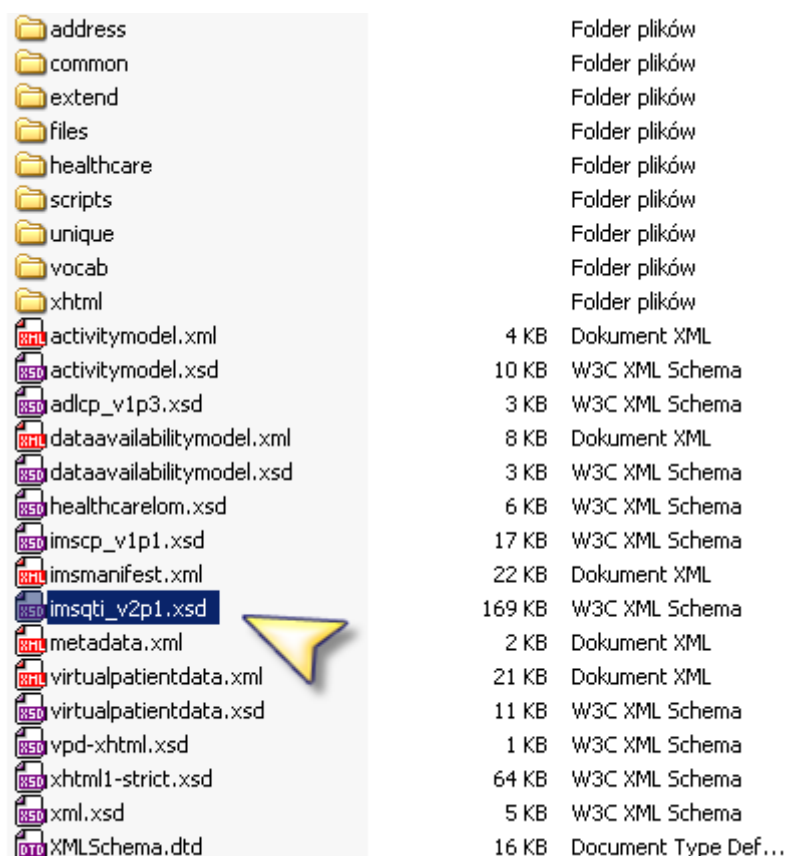 address Folder plików
common Folder plików
extend Folder plików
files Folder plików
healthcare Folder plików
scripts Folder plików
unique Folder plików
vocab Folder plików
xhtml Folder plików
activitymodel.xml 4 KB Dokument XML
activitymodel.xsd 10 KB W3C XML Schema
adlcp_v1p3.xsd 3 KB W3C XML Schema
dataavailabilitymodel.xml 8 KB Dokument XML
dataavailabilitymodel.xsd 3 KB W3C XML Schema
healthcarelom.xsd 6 KB W3C XML Schema
imscp_v1p1.xsd 17 KB W3C XML Schema
imsmanifest.xml 22 KB Dokument XML
imsqti_v2p1.xsd 169 KB W3C XML Schema
metadata.xml 2 KB Dokument XML
virtualpatientdata.xml 21 KB Dokument XML
virtualpatientdata.xsd 11 KB W3C XML Schema
vpd-xhtml.xsd 1 KB W3C XML Schema
xhtml1-strict.xsd 64 KB W3C XML Schema
xml.xsd 5 KB W3C XML Schema
XMLSchema.dtd 16 KB Document Type Def...